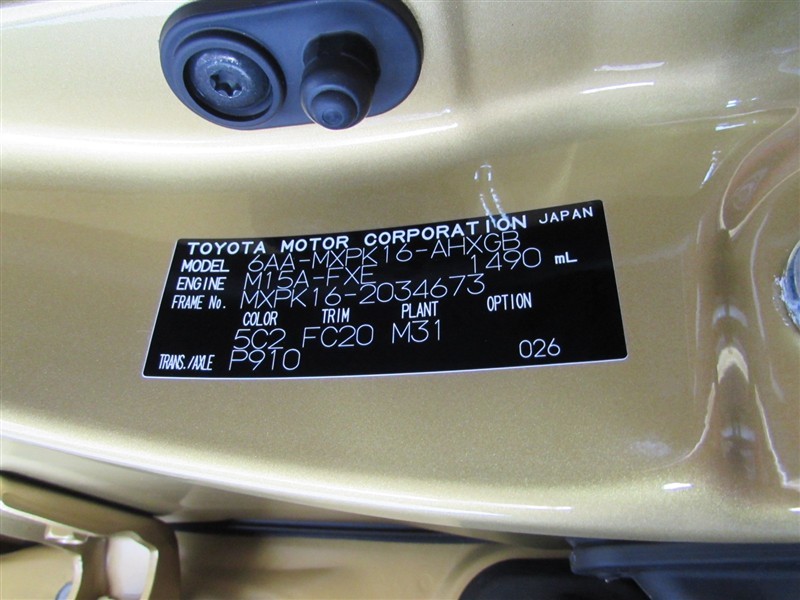 TOYOTA MOTOR CORPORATION JAPAN
MODEL 6AA-MXPK16-AHXGB
ENGINE M15A-FXE 1490 mL
FRAME No. MXPK16-2034673
COLOR TRIM PLANT OPTION
5C2 FC20 M31
TRANS./AXLE P910 026